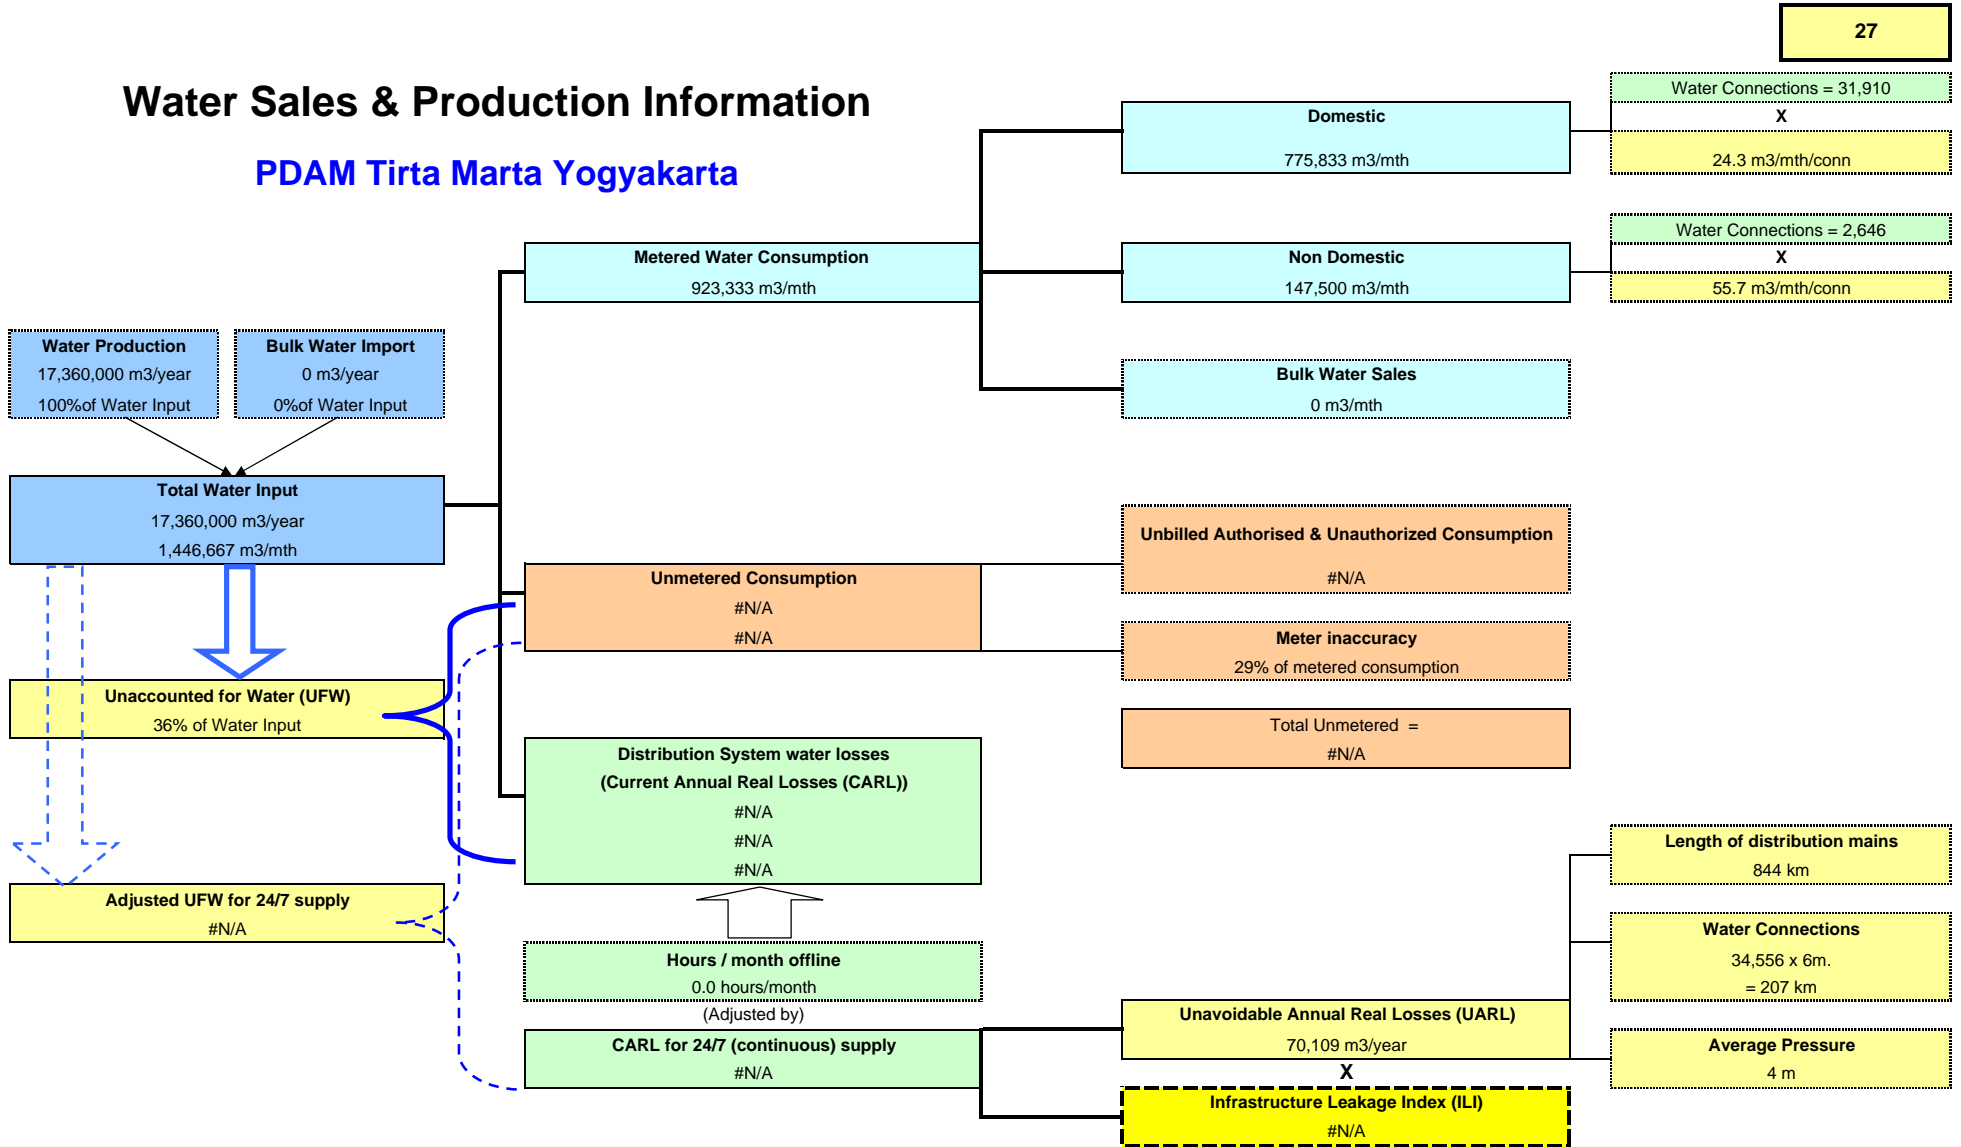 27
Water Sales & Production Information
PDAM Tirta Marta Yogyakarta
Water Production
17,360,000 m3/year
100%of Water Input
Bulk Water Import
0 m3/year
0%of Water Input
Total Water Input
17,360,000 m3/year
1,446,667 m3/mth
Unaccounted for Water (UFW)
36% of Water Input
Adjusted UFW for 24/7 supply
#N/A
Metered Water Consumption
923,333 m3/mth
Unmetered Consumption
#N/A
#N/A
Distribution System water losses
(Current Annual Real Losses (CARL))
#N/A
#N/A
#N/A
Hours / month offline
0.0 hours/month
(Adjusted by)
CARL for 24/7 (continuous) supply
#N/A
Domestic
775,833 m3/mth
Non Domestic
147,500 m3/mth
Bulk Water Sales
0 m3/mth
Unbilled Authorised & Unauthorized Consumption
#N/A
Meter inaccuracy
29% of metered consumption
Total Unmetered =
#N/A
Unavoidable Annual Real Losses (UARL)
70,109 m3/year
X
Infrastructure Leakage Index (ILI)
#N/A
Water Connections = 31,910
X
24.3 m3/mth/conn
Water Connections = 2,646
X
55.7 m3/mth/conn
Length of distribution mains
844 km
Water Connections
34,556 x 6m.
= 207 km
Average Pressure
4 m